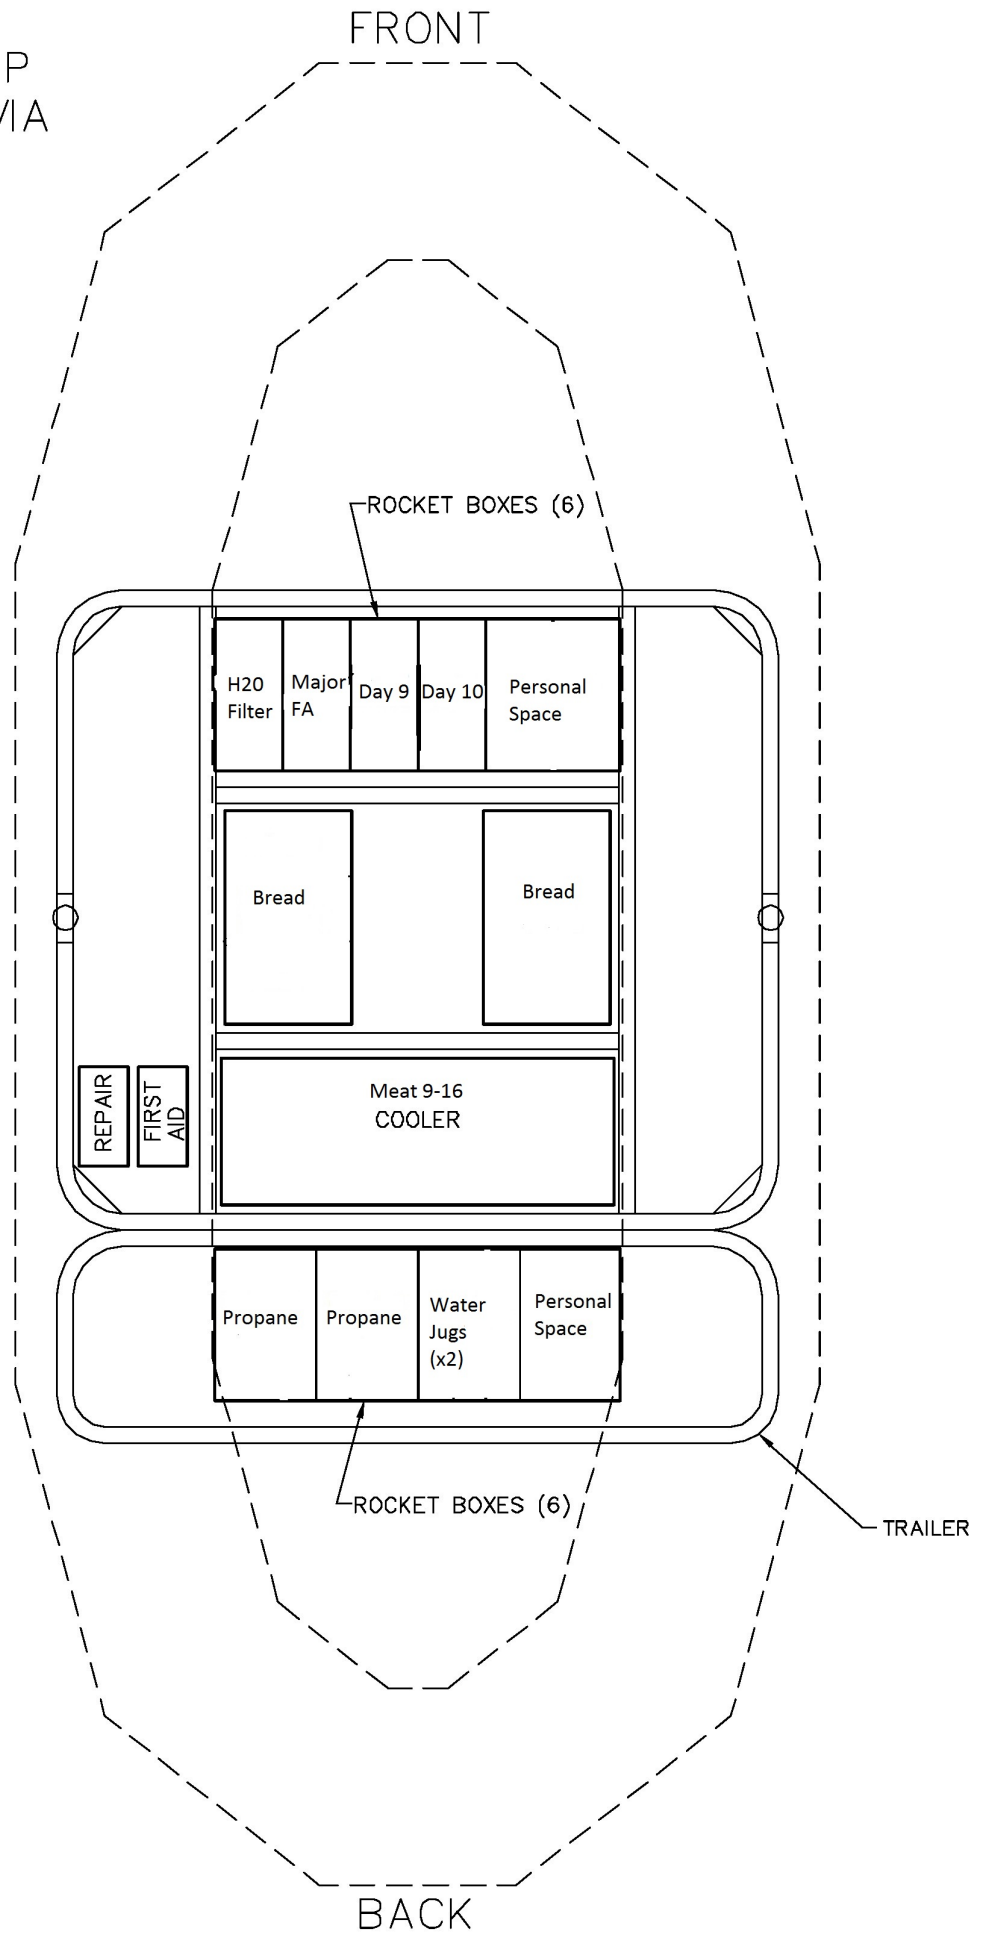 FRONT
P
VIA
ROCKET BOXES (6)
H20
Filter
Major
FA
Day 9
Day 10
Personal
Space
Bread
Bread
REPAIR
FIRST
AID
Meat 9-16
COOLER
Propane
Propane
Water
Jugs
(x2)
Personal
Space
ROCKET BOXES (6)
TRAILER
BACK